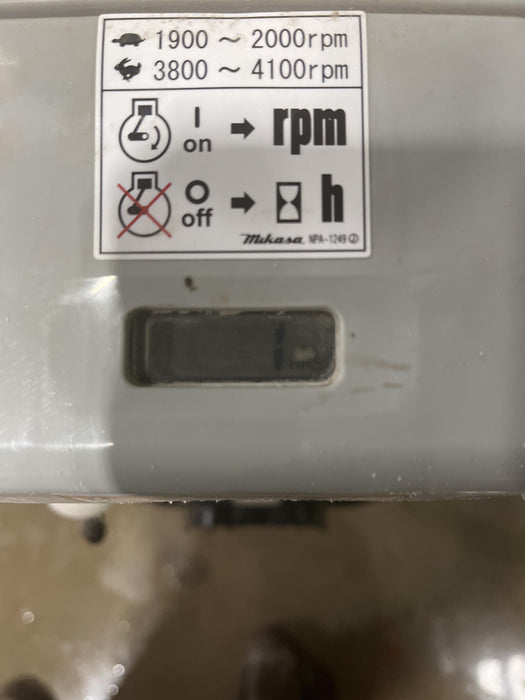 1900 ~ 2000rpm
3800 ~ 4100rpm
I
on
rpm
O
off
h
Mikasa NPA-1249